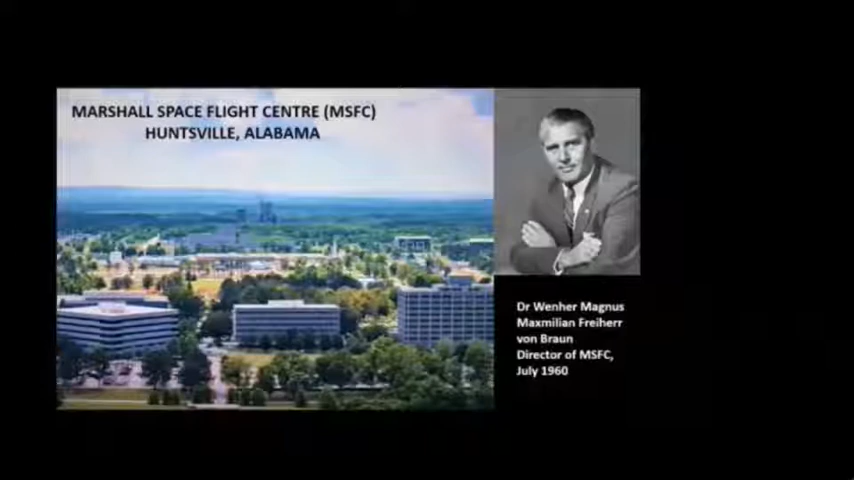 MARSHALL SPACE FLIGHT CENTRE (MSFC)
HUNTSVILLE, ALABAMA
Dr Wenher Magnus
Maxmilian Freiherr
von Braun
Director of MSFC,
July 1960